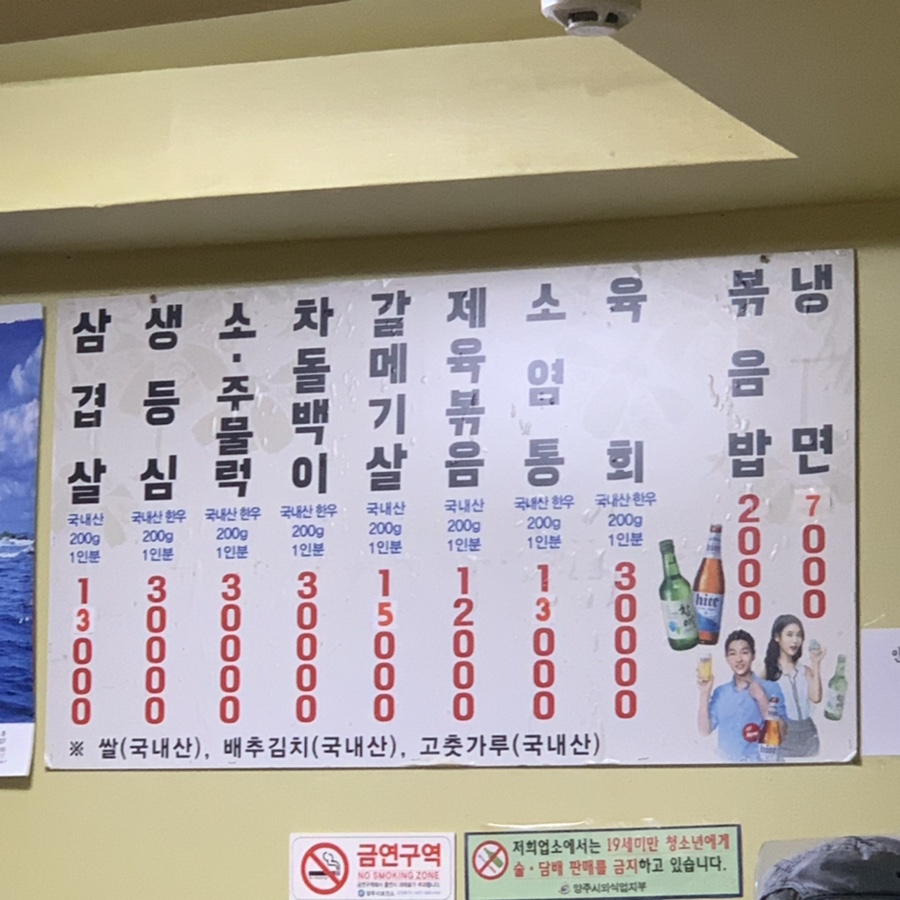 삼겹살
국내산
200g
1인분
13000
생등심
국내산 한우
200g
1인분
30000
소·주물럭
국내산 한우
200g
1인분
30000
차돌백이
국내산 한우
200g
1인분
30000
갈메기살
국내산
200g
1인분
15000
제육볶음
국내산
200g
1인분
12000
소염통
국내산 한우
200g
1인분
13000
육회
국내산 한우
200g
1인분
30000
볶음밥
2000
냉면
7000
hite
※ 쌀(국내산), 배추김치(국내산), 고춧가루(국내산)
금연구역
NO SMOKING ZONE
저희업소에서는 19세미만 청소년에게
술·담배 판매를 금지하고 있습니다.
양주시외식업지부